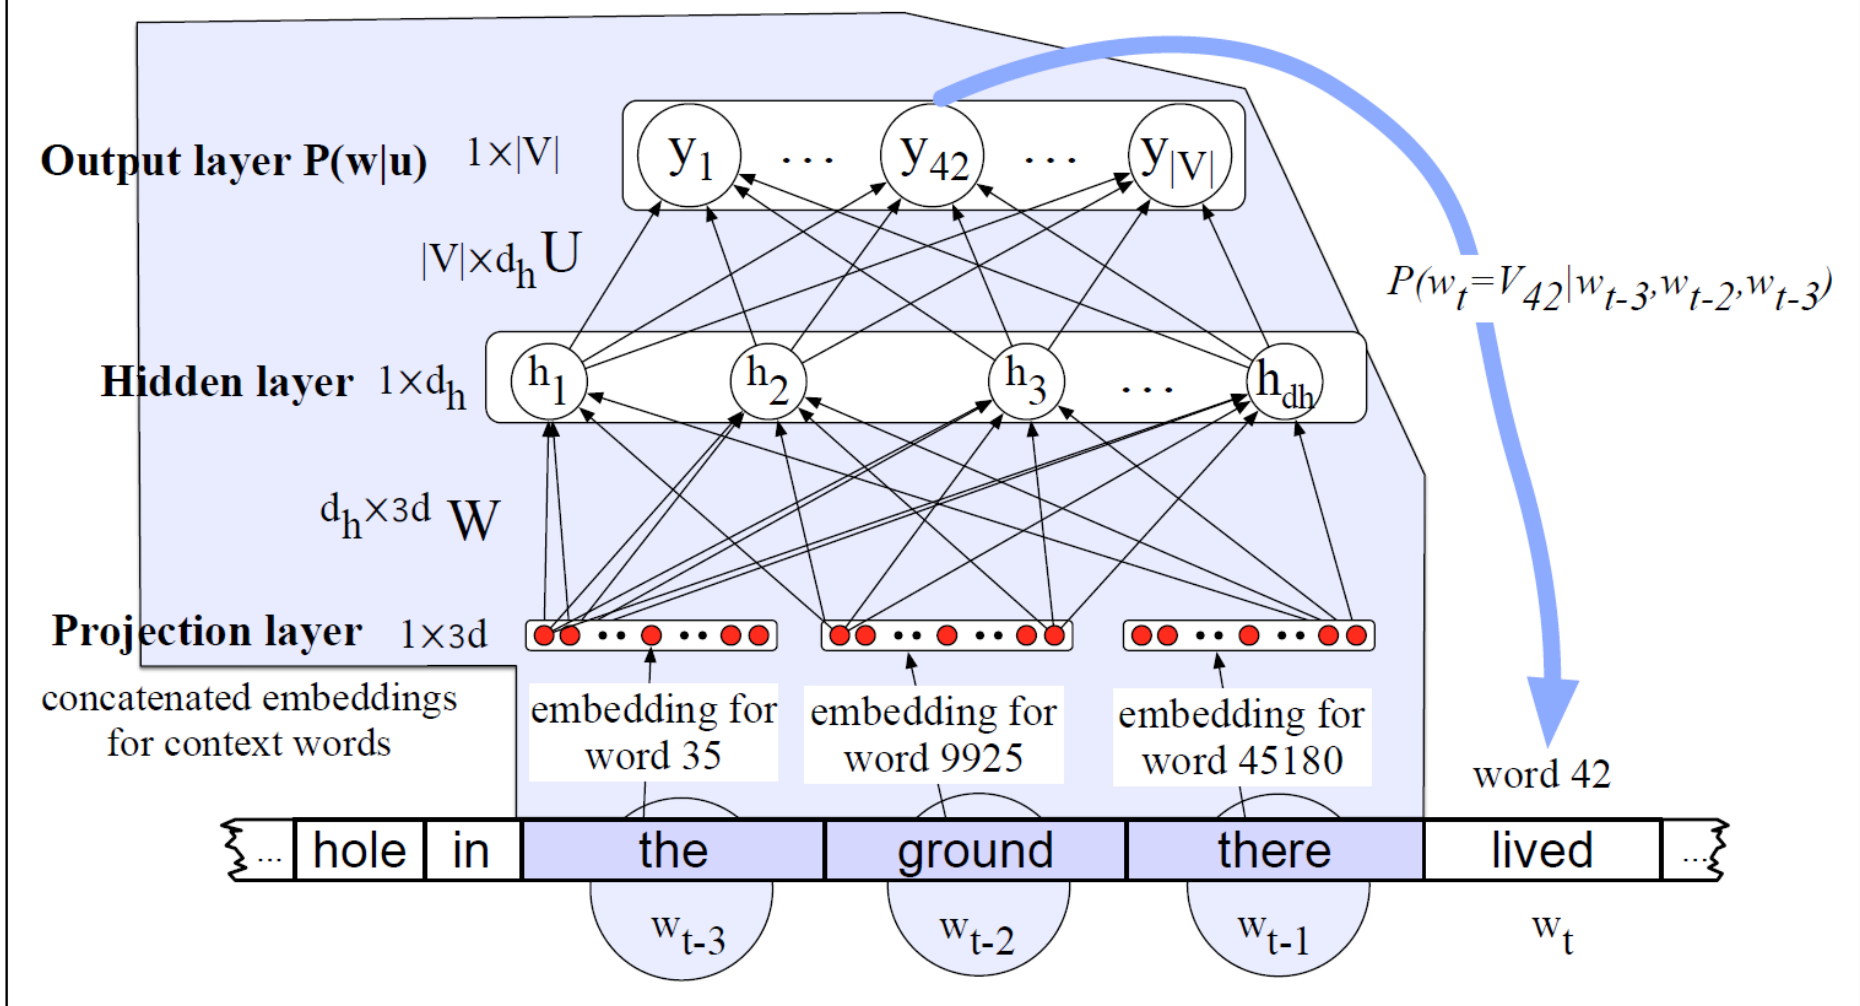 Output layer P(w|u) 1×|V|
y1 ... y42 ... y|V|
|V|×dh U
P(wt=V42|wt-3,wt-2,wt-3)
Hidden layer 1×dh
h1 h2 h3 ... hdh
dh×3d W
Projection layer 1×3d
concatenated embeddings
for context words
embedding for
word 35
embedding for
word 9925
embedding for
word 45180
word 42
... hole in the ground there lived ...
wt-3 wt-2 wt-1 wt